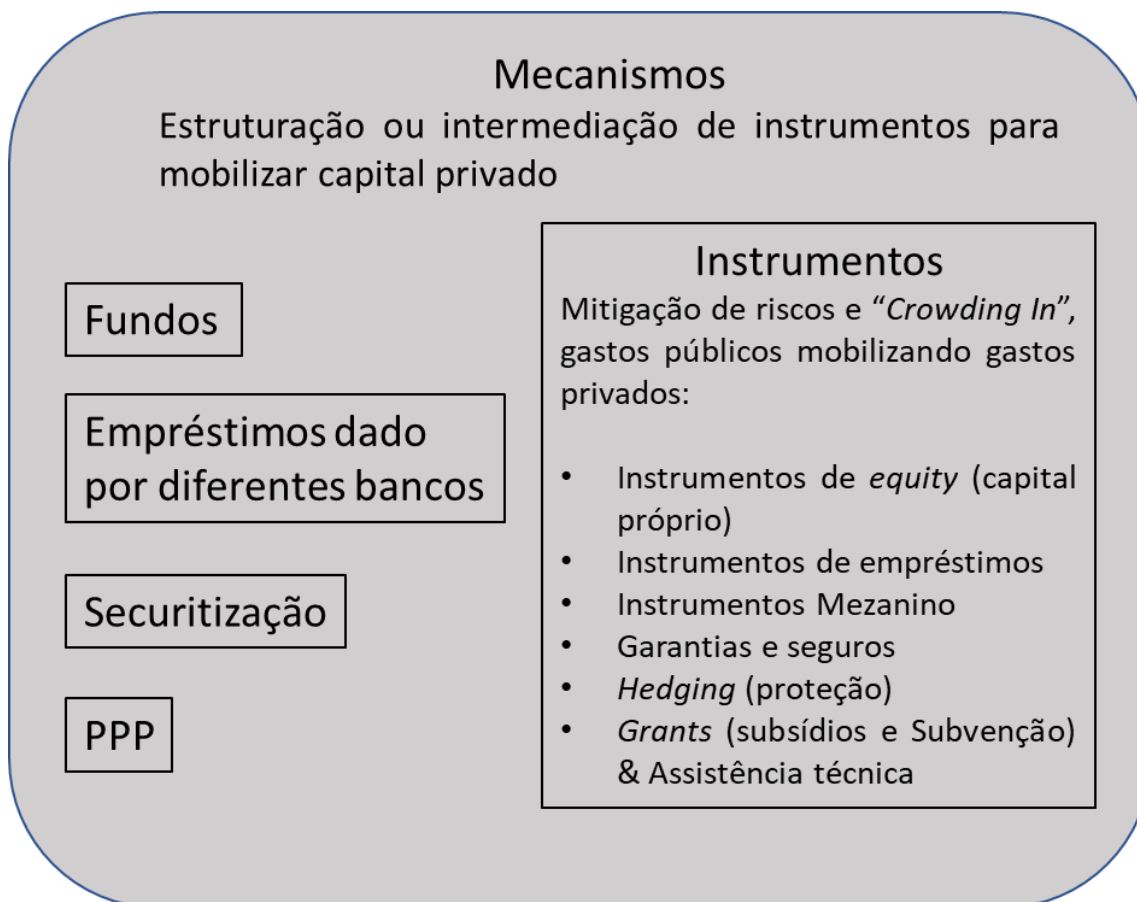 Mecanismos
Estruturação ou intermediação de instrumentos para
mobilizar capital privado
Fundos
Empréstimos dado
por diferentes bancos
Securitização
PPP
Instrumentos
Mitigação de riscos e “Crowding In”,
gastos públicos mobilizando gastos
privados:
• Instrumentos de equity (capital
próprio)
• Instrumentos de empréstimos
• Instrumentos Mezanino
• Garantias e seguros
• Hedging (proteção)
• Grants (subsídios e Subvenção)
& Assistência técnica